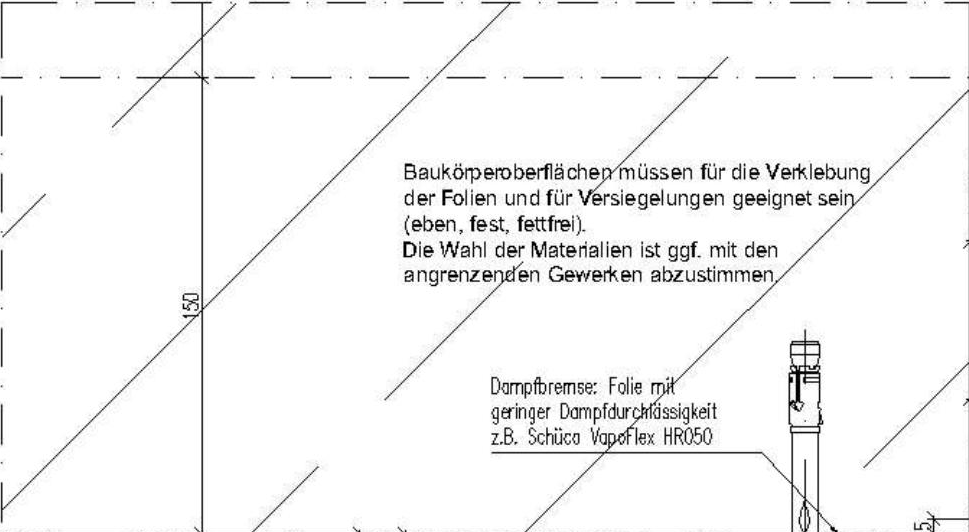 Baukörperoberflächen müssen für die Verklebung
der Folien und für Versiegelungen geeignet sein
(eben, fest, fettfrei).
Die Wahl der Materialien ist ggf. mit den
angrenzenden Gewerken abzustimmen.
150
Dampfbremse: Folie mit
geringer Dampfdurchlässigkeit
z.B. Schüco VapoFlex HR050
5